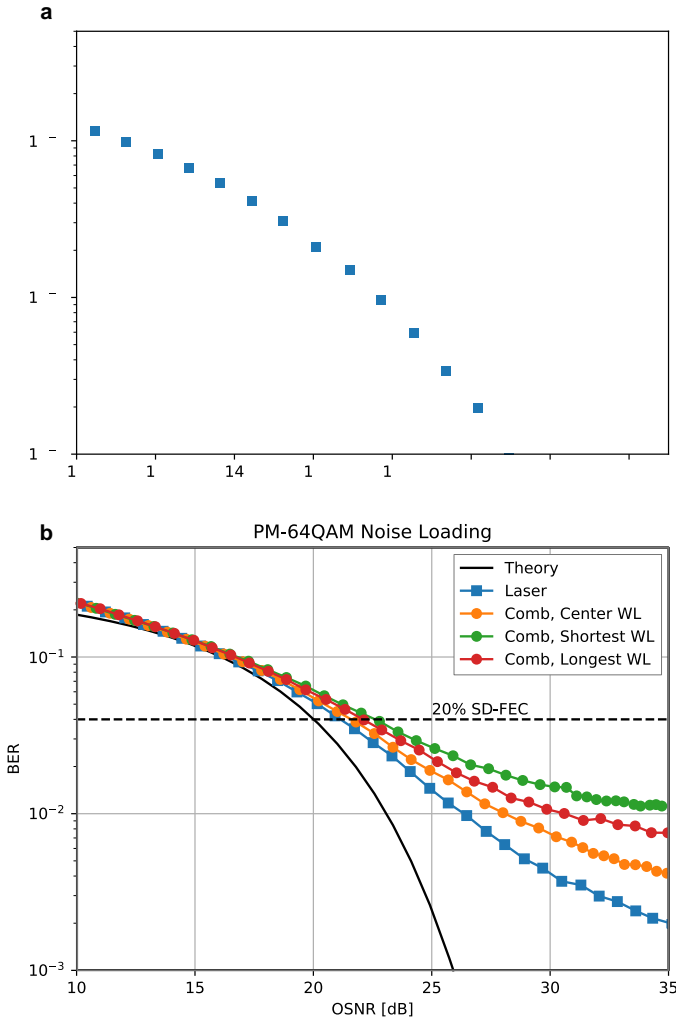 a
1 ⁻
1 ⁻
1 ⁻
1 1 14 1 1
b
PM-64QAM Noise Loading
Theory
Laser
Comb, Center WL
Comb, Shortest WL
Comb, Longest WL
20% SD-FEC
BER
10⁻¹
10⁻²
10⁻³
10 15 20 25 30 35
OSNR [dB]